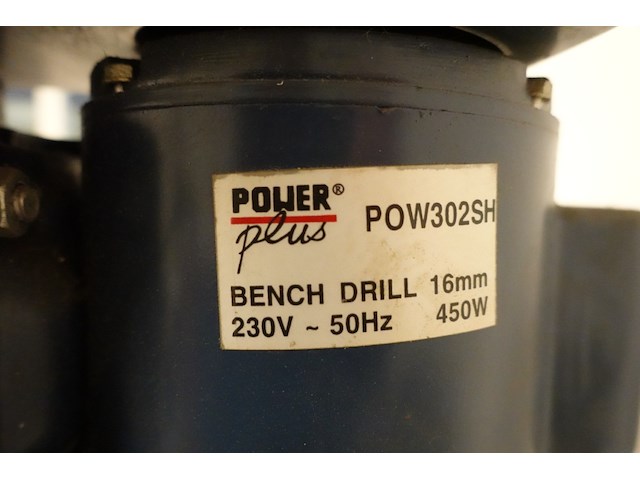 POWER®
plus
POW302SH
BENCH DRILL 16mm
230V ~ 50Hz 450W